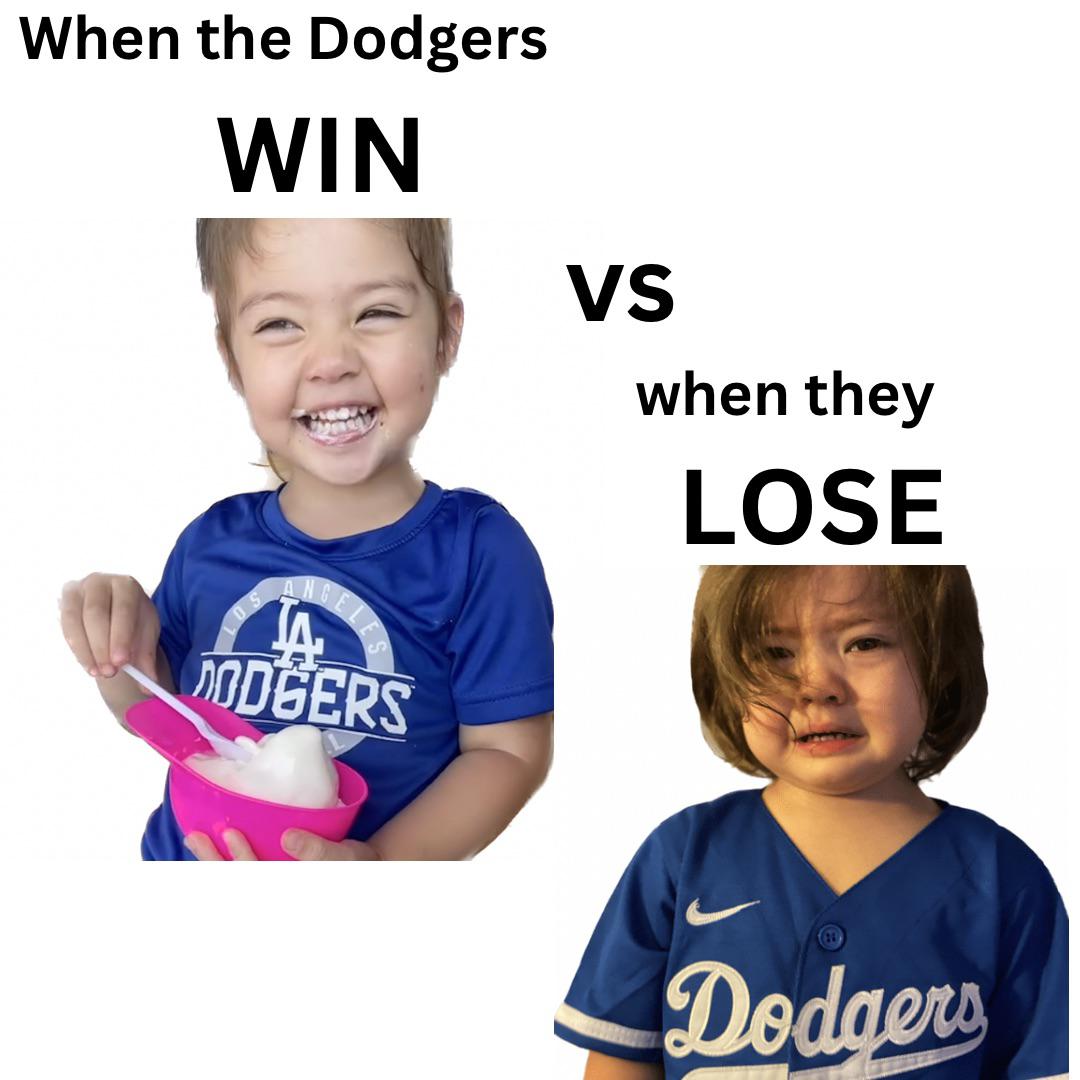 When the Dodgers
WIN
vs
when they
LOSE
LOS ANGELES
LA
DODGERS
Dodgers